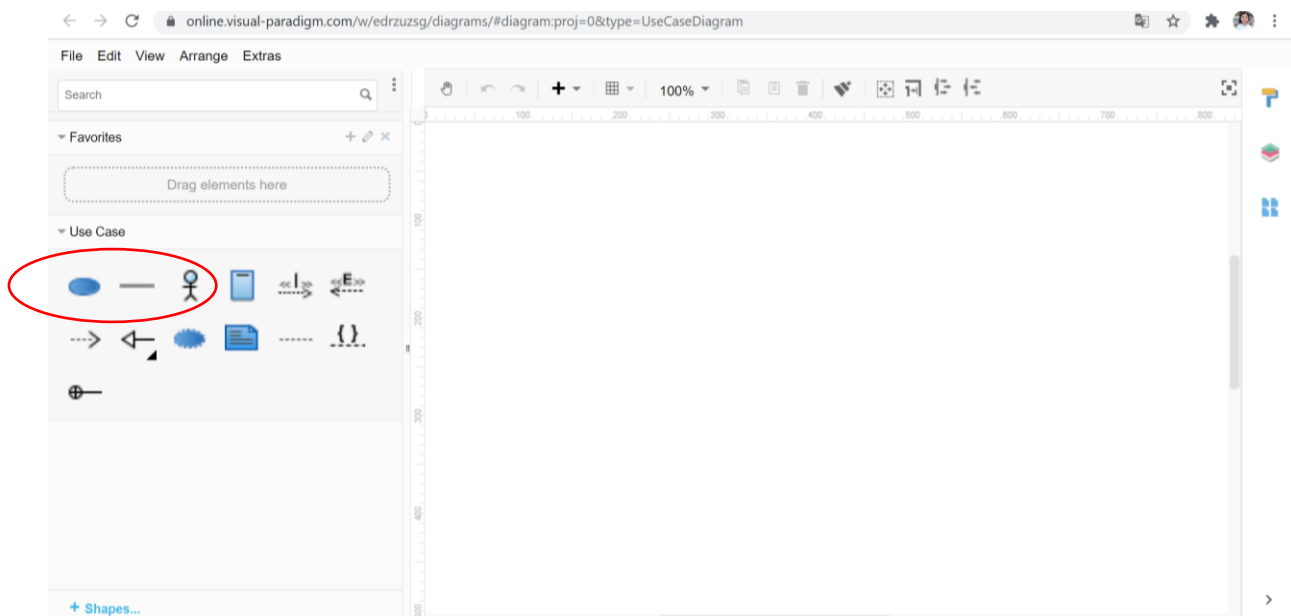 online.visual-paradigm.com/w/edrzuzsg/diagrams/#diagram:proj=0&type=UseCaseDiagram
File Edit View Arrange Extras
Search
100%
100 200 300 400 500 600 700 800
Favorites
Drag elements here
Use Case
<<I>> <<E>>
{ }
100
200
300
400
+ Shapes...